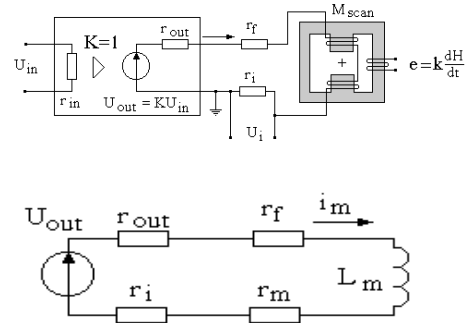 M scan
K=1
r out
r f
U in
r in
U out = KU in
r i
U i
+
e = k dH/dt
U out
r out
r f
i m
L m
r i
r m